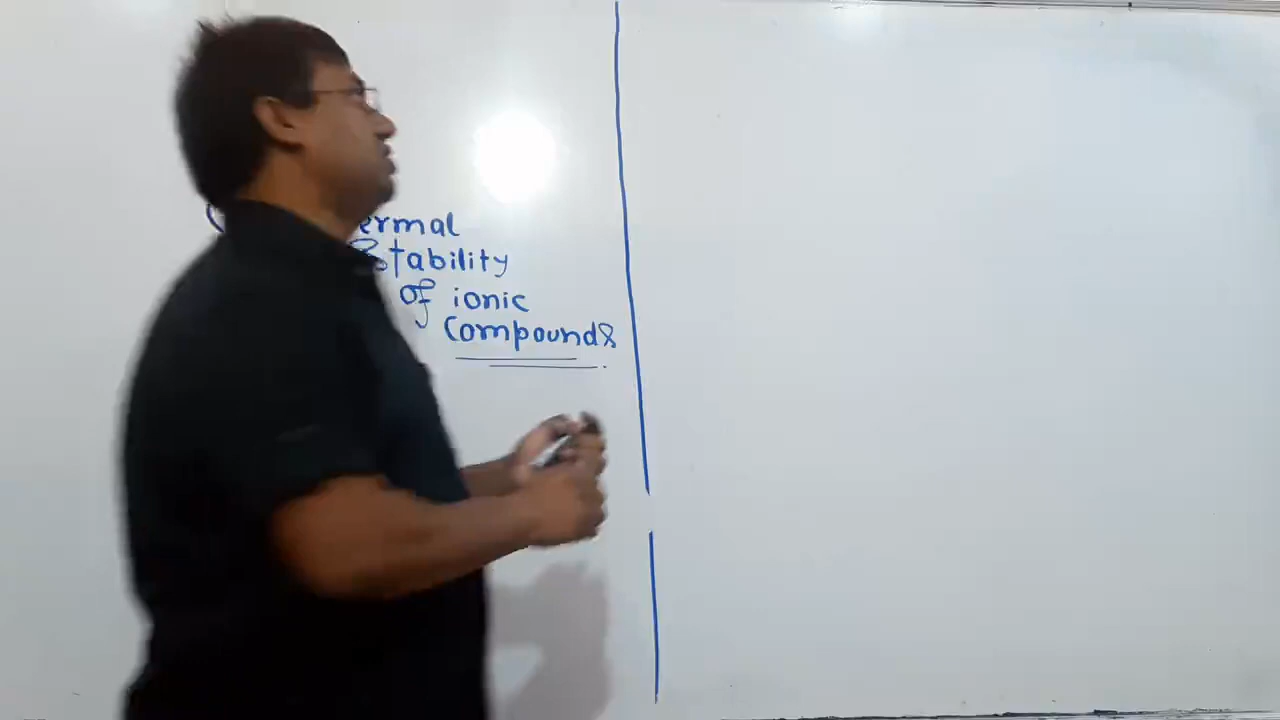 ermal
Stability
of ionic
Compounds